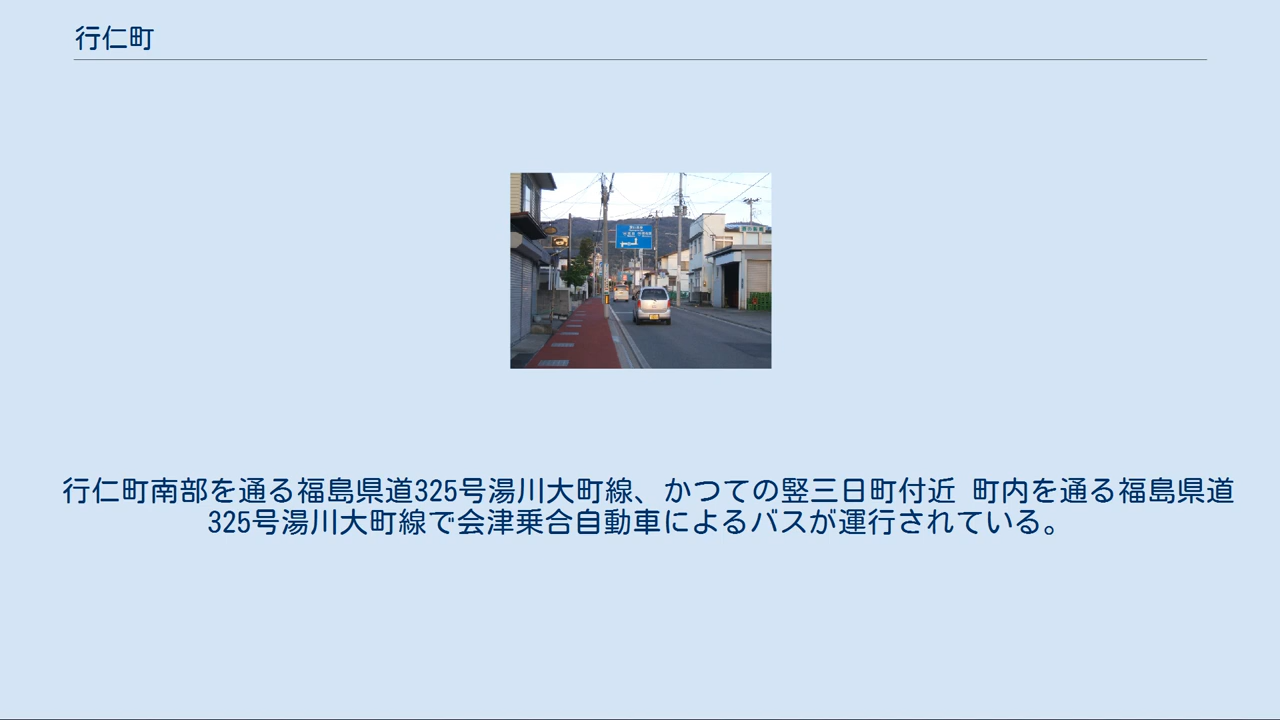 行仁町
行仁町南部を通る福島県道325号湯川大町線、かつての竪三日町付近 町内を通る福島県道
325号湯川大町線で会津乗合自動車によるバスが運行されている。